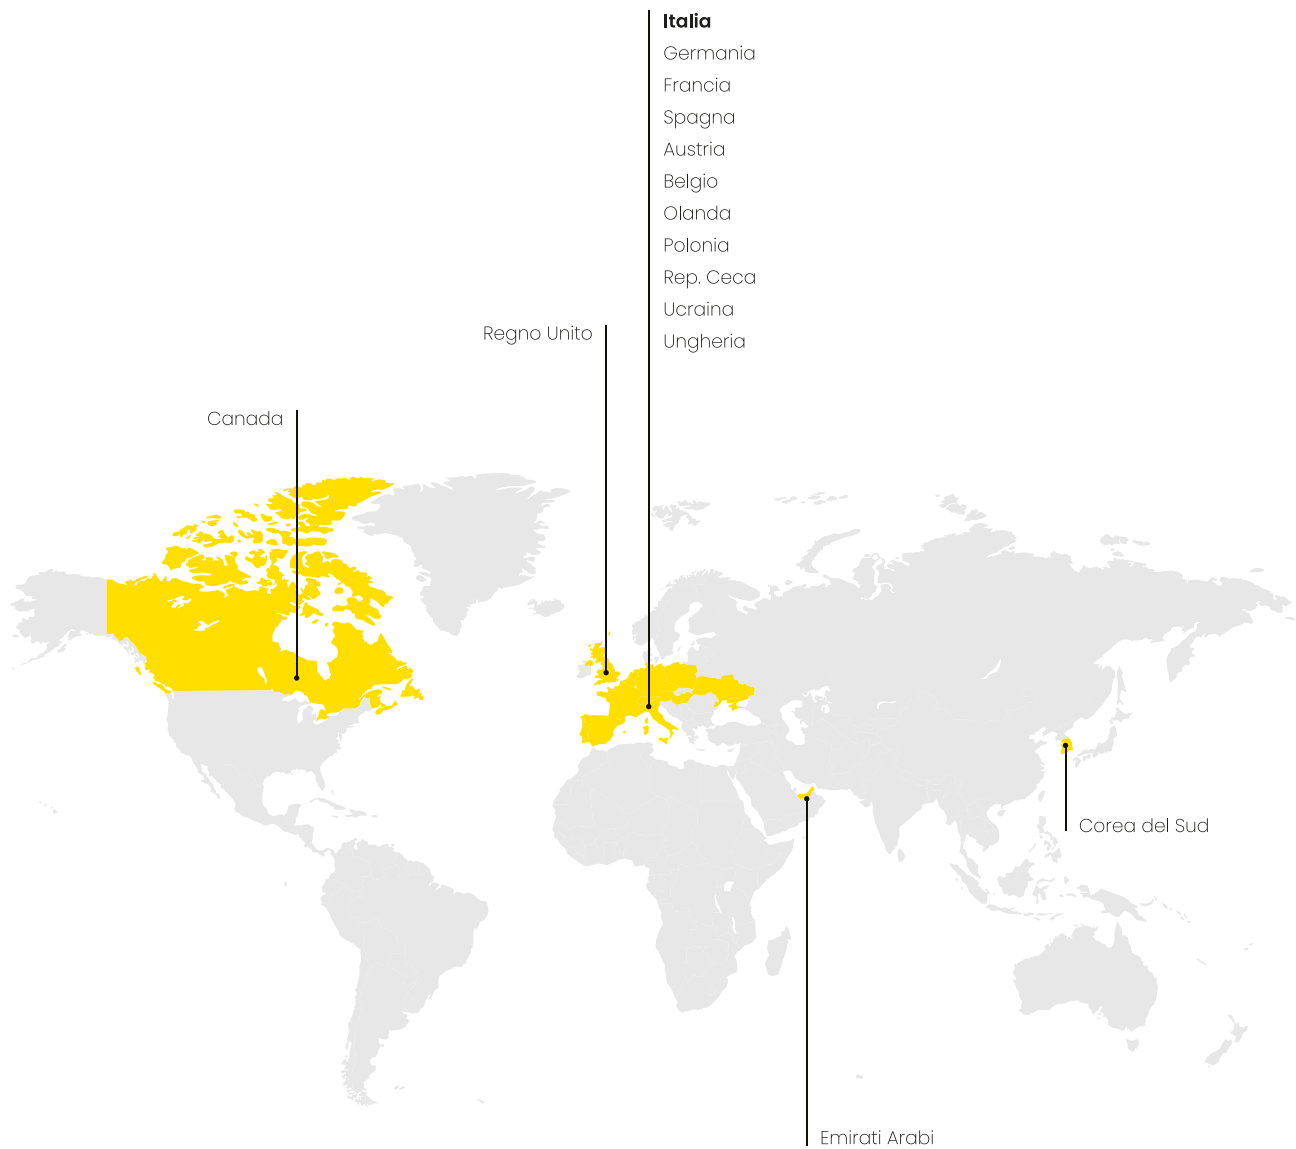 Italia
Germania
Francia
Spagna
Austria
Belgio
Olanda
Polonia
Rep. Ceca
Ucraina
Ungheria
Regno Unito
Canada
Corea del Sud
Emirati Arabi